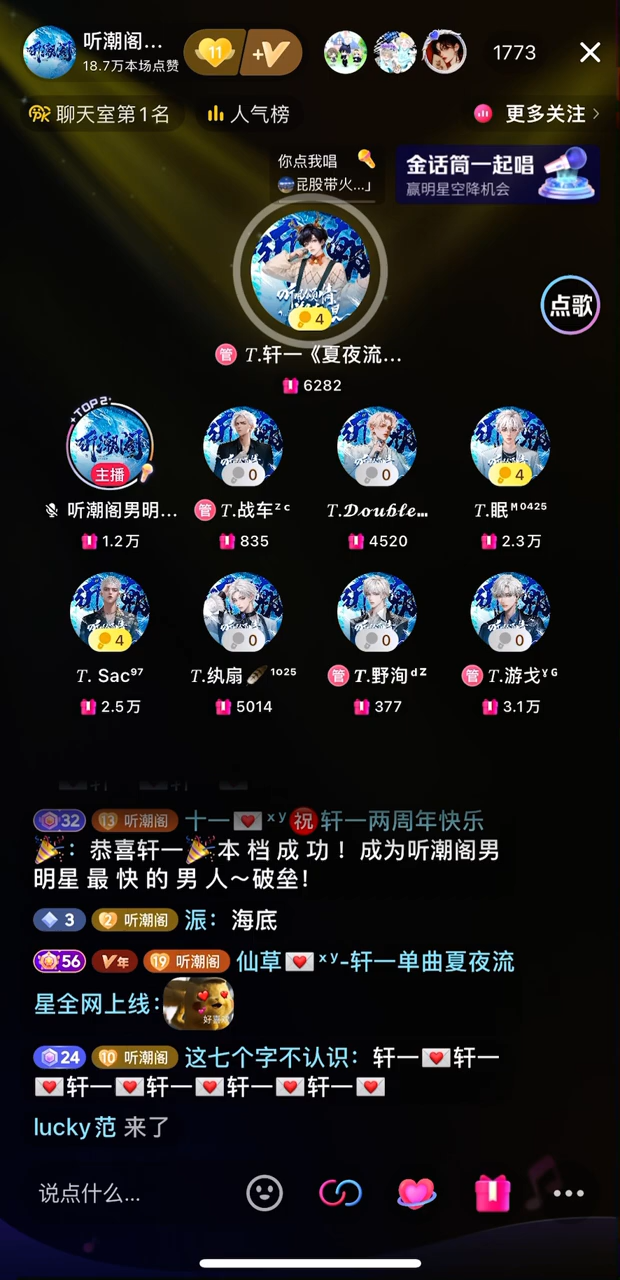 听潮阁...
18.7万本场点赞
11
+V
1773
聊天室第1名
人气榜
更多关注
你点我唱
昆股带火...」
金话筒一起唱
赢明星空降机会
点歌
4
管 T.轩一《夏夜流...
6282
TOP2
听潮阁
主播
0
0
4
听潮阁男明...
管 T.战车ᶻᶜ
T.𝓓𝓸𝓾𝓫𝓵𝓮...
T.眠ᴹ⁰⁴²⁵
1.2万
835
4520
2.3万
4
0
0
0
T. Sac⁹⁷
T.纨扇 ¹⁰²⁵
管 T.野洵ᵈᶻ
管 T.游戈ᵞᴳ
2.5万
5014
377
3.1万
32 13 听潮阁 十一💌ˣʸ㊗️轩一两周年快乐
🎉：恭喜轩一🎉本 档 成 功！成为听潮阁男
明星 最 快 的 男 人～破垒！
3 2 听潮阁 派：海底
56 V年 19 听潮阁 仙草💌ˣʸ-轩一单曲夏夜流
星全网上线：
24 10 听潮阁 这七个字不认识：轩一💌轩一
💌轩一💌轩一💌轩一💌轩一💌
lucky范 来了
说点什么...